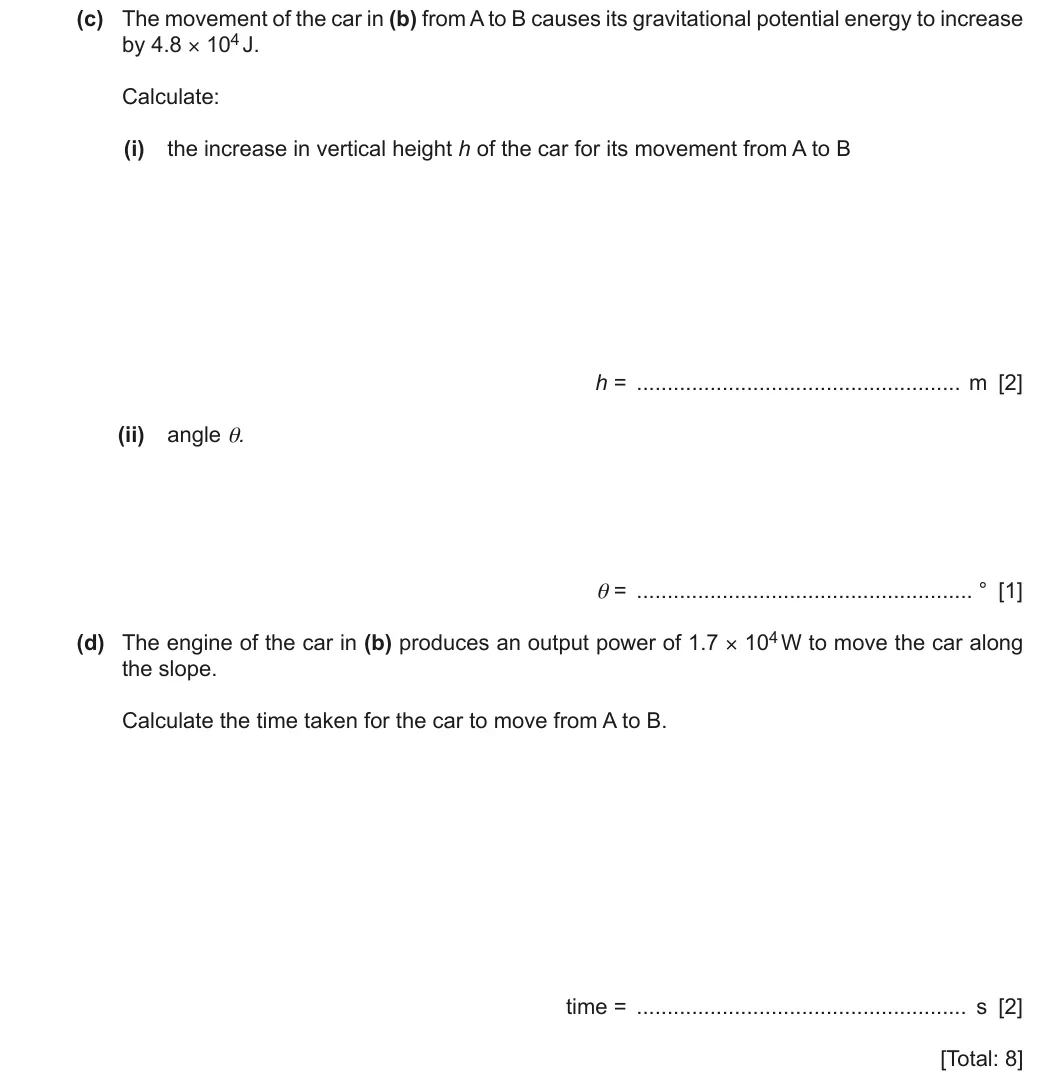 (c) The movement of the car in (b) from A to B causes its gravitational potential energy to increase
by 4.8 × 10⁴ J.
Calculate:
(i) the increase in vertical height h of the car for its movement from A to B
h = ..................................................... m [2]
(ii) angle θ.
θ = ....................................................... ° [1]
(d) The engine of the car in (b) produces an output power of 1.7 × 10⁴ W to move the car along
the slope.
Calculate the time taken for the car to move from A to B.
time = ...................................................... s [2]
[Total: 8]